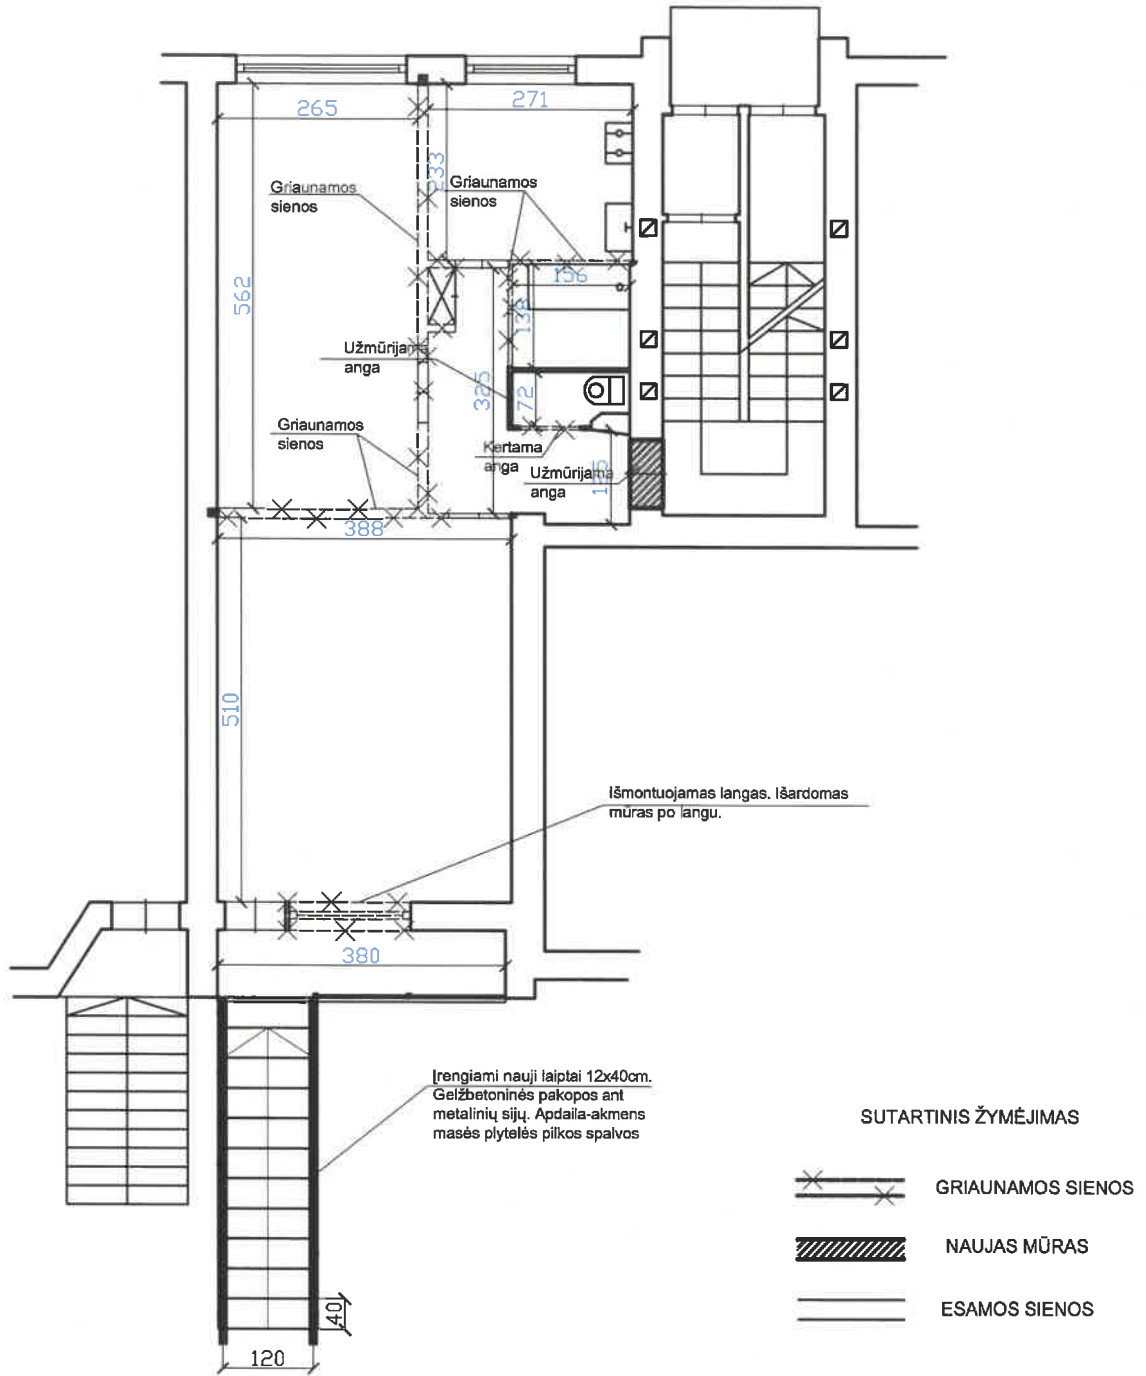 265
271
233
Griaunamos
sienos
Griaunamos
sienos
562
156
138
Užmūrijama
anga
325
72
Griaunamos
sienos
Kertama
anga
Užmūrijama
anga
388
510
Išmontuojamas langas. Išardomas
mūras po langu.
380
Įrengiami nauji laiptai 12x40cm.
Gelžbetoninės pakopos ant
metalinių sijų. Apdaila-akmens
masės plytelės pilkos spalvos
SUTARTINIS ŽYMĖJIMAS
GRIAUNAMOS SIENOS
NAUJAS MŪRAS
ESAMOS SIENOS
40
120